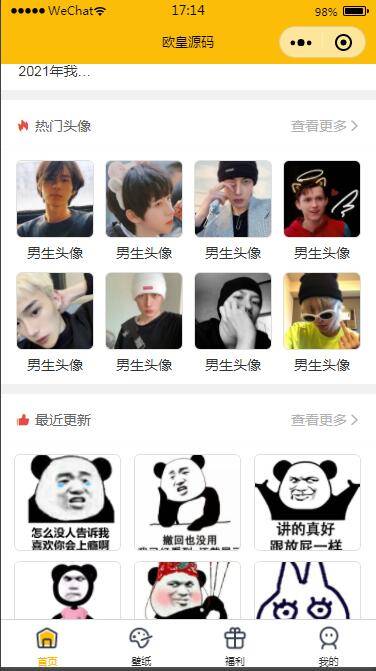 WeChat
17:14
98%
欧皇源码
2021年我...
热门头像
查看更多
男生头像
男生头像
男生头像
男生头像
男生头像
男生头像
男生头像
男生头像
最近更新
查看更多
怎么没人告诉我
喜欢你会上瘾啊
撤回也没用
讲的真好
跟放屁一样
首页
壁纸
福利
我的